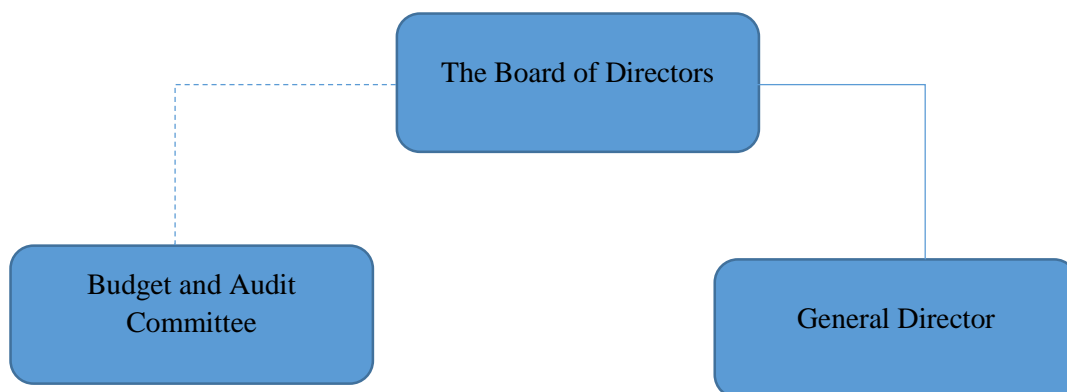 The Board of Directors
Budget and Audit
Committee
General Director